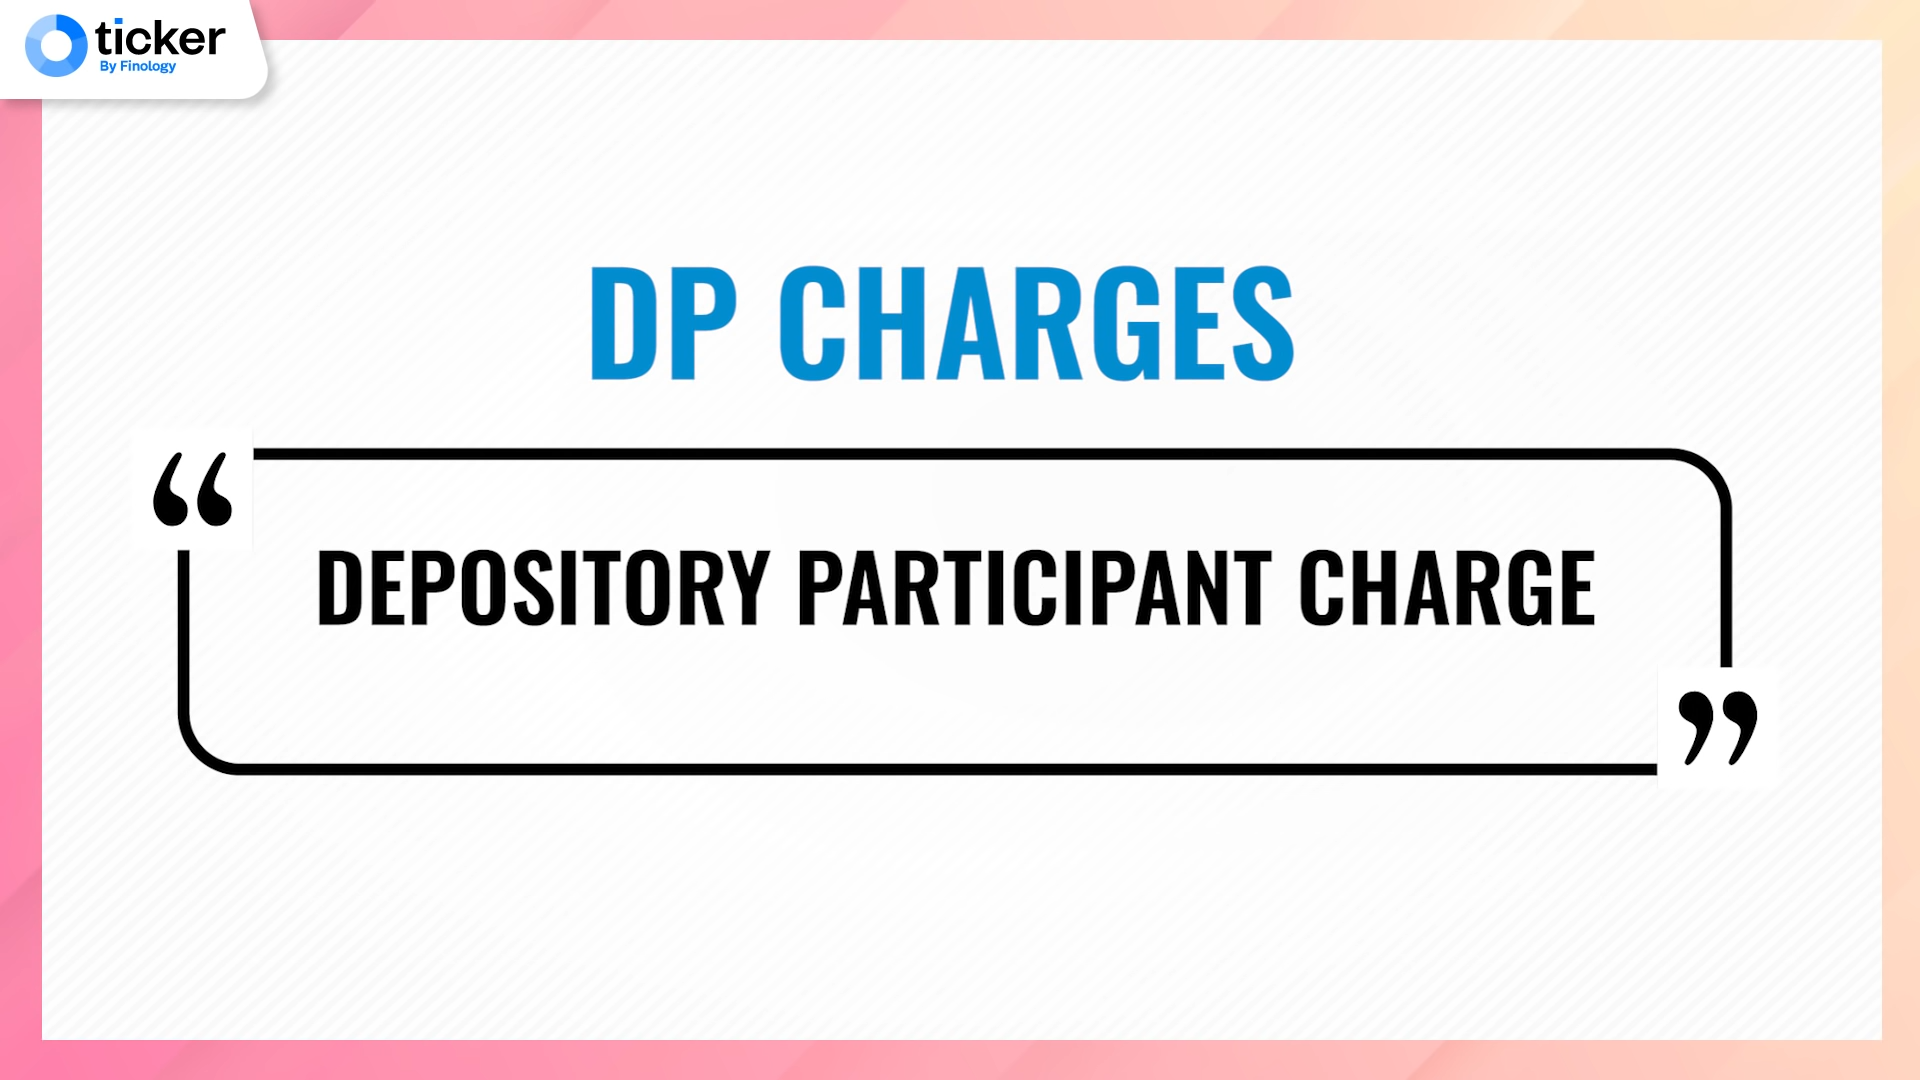 ticker
By Finology
DP CHARGES
“
DEPOSITORY PARTICIPANT CHARGE
”